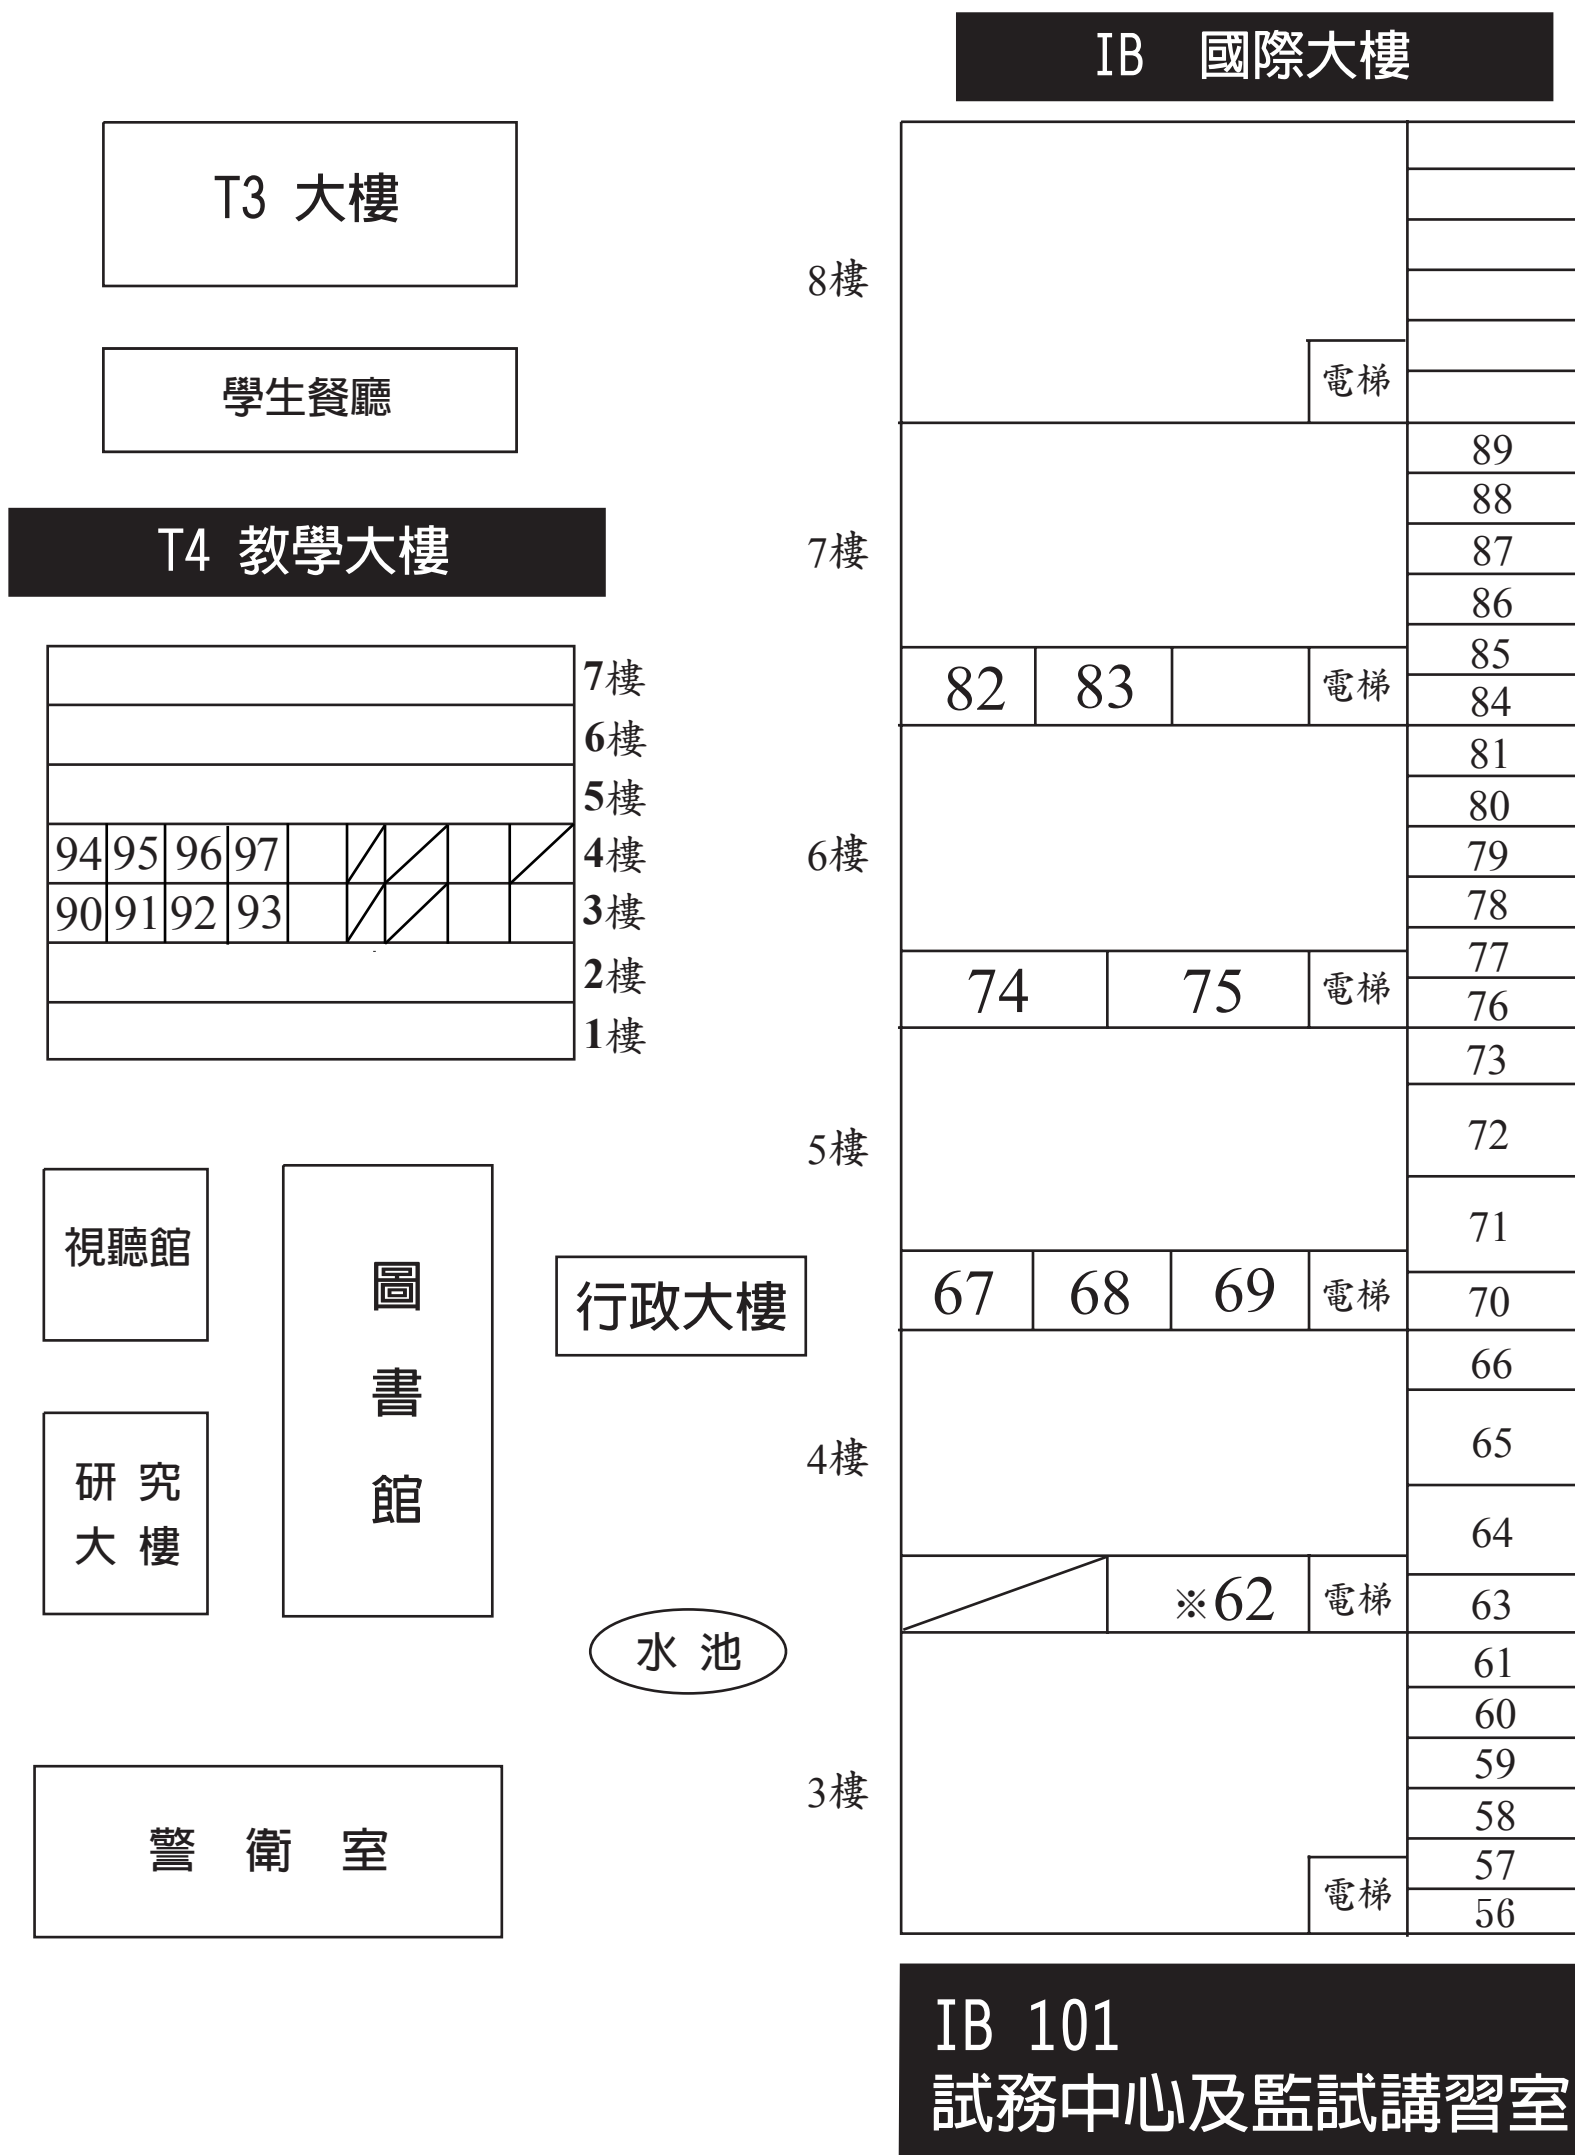 IB 國際大樓
T3 大樓
8樓
電梯
學生餐廳
89
88
T4 教學大樓
7樓
87
86
85
82 83 電梯
84
7樓
6樓
5樓
94 95 96 97 4樓
90 91 92 93 3樓
2樓
1樓
81
80
6樓
79
78
77
74 75 電梯
76
73
5樓
72
視聽館
圖書館
71
行政大樓
67 68 69 電梯
70
66
研究
大樓
4樓
65
64
※62 電梯
63
水池
61
60
59
3樓
58
警衛室
57
電梯
56
IB 101
試務中心及監試講習室